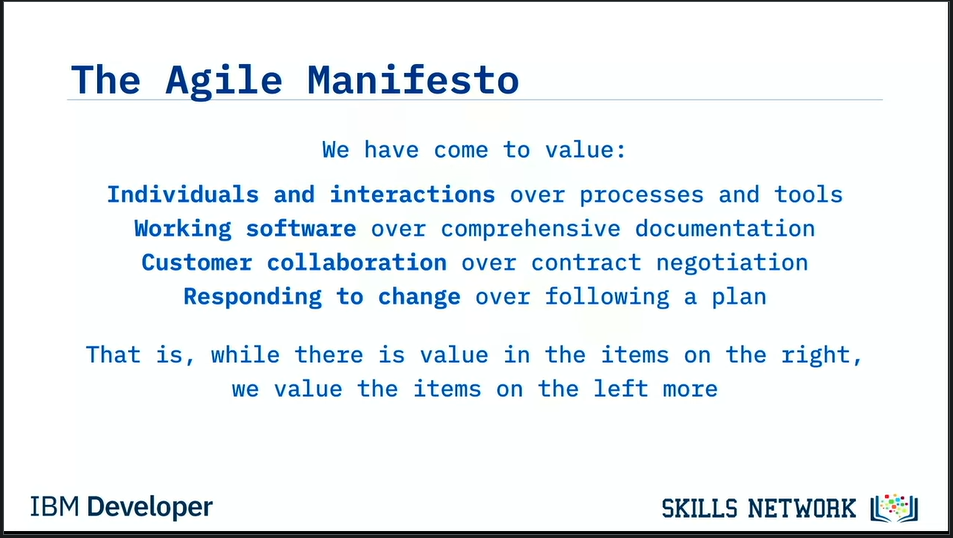 The Agile Manifesto
We have come to value:
Individuals and interactions over processes and tools
Working software over comprehensive documentation
Customer collaboration over contract negotiation
Responding to change over following a plan
That is, while there is value in the items on the right,
we value the items on the left more
IBM Developer
SKILLS NETWORK